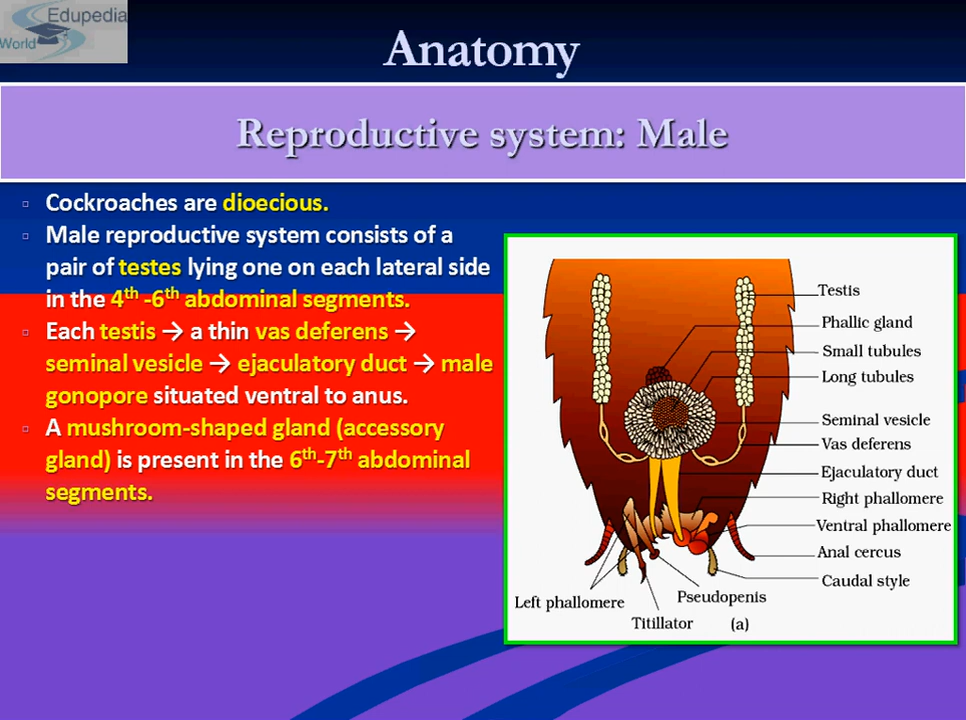 Edupedia
World
Anatomy
Reproductive system: Male
Cockroaches are dioecious.
Male reproductive system consists of a
pair of testes lying one on each lateral side
in the 4th -6th abdominal segments.
Each testis → a thin vas deferens →
seminal vesicle → ejaculatory duct → male
gonopore situated ventral to anus.
A mushroom-shaped gland (accessory
gland) is present in the 6th-7th abdominal
segments.
Testis
Phallic gland
Small tubules
Long tubules
Seminal vesicle
Vas deferens
Ejaculatory duct
Right phallomere
Ventral phallomere
Anal cercus
Caudal style
Left phallomere
Pseudopenis
Titillator
(a)